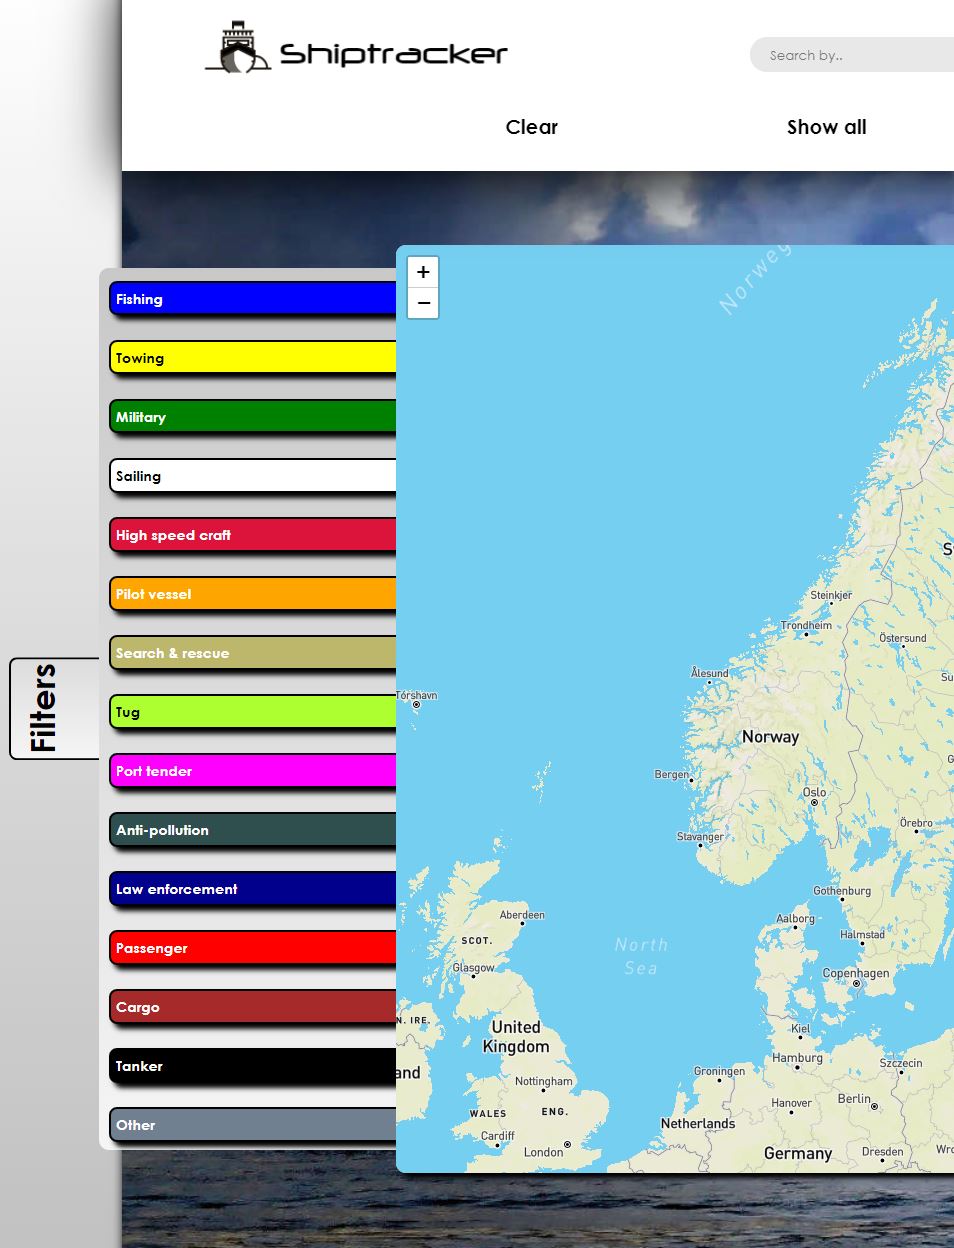 Shiptracker
Search by..
Clear
Show all
Filters
Fishing
Towing
Military
Sailing
High speed craft
Pilot vessel
Search & rescue
Tug
Port tender
Anti-pollution
Law enforcement
Passenger
Cargo
Tanker
Other
+
−
Norweg
Steinkjer
Trondheim
Östersund
Ålesund
Tórshavn
Norway
Bergen
Oslo
Örebro
Stavanger
Gothenburg
Aberdeen
Aalborg
Halmstad
SCOT.
North
Sea
Glasgow
Copenhagen
N. IRE.
United
Kingdom
Kiel
Hamburg
Szczecin
and
Groningen
Nottingham
Hanover
Berlin
WALES
ENG.
Netherlands
Cardiff
London
Germany
Dresden
Wro